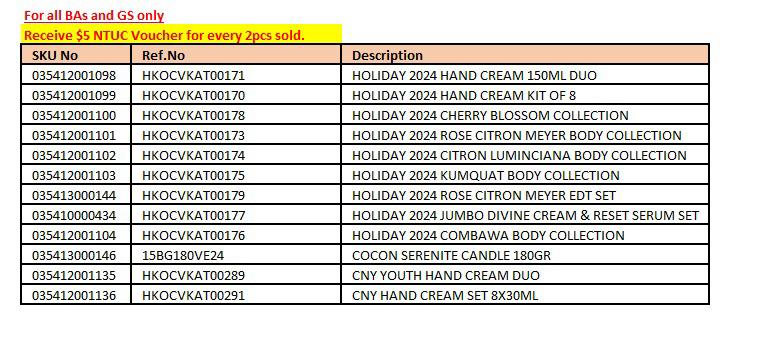 For all BAs and GS only
Receive $5 NTUC Voucher for every 2pcs sold.
SKU No Ref.No Description
035412001098 HKOCVKAT00171 HOLIDAY 2024 HAND CREAM 150ML DUO
035412001099 HKOCVKAT00170 HOLIDAY 2024 HAND CREAM KIT OF 8
035412001100 HKOCVKAT00178 HOLIDAY 2024 CHERRY BLOSSOM COLLECTION
035412001101 HKOCVKAT00173 HOLIDAY 2024 ROSE CITRON MEYER BODY COLLECTION
035412001102 HKOCVKAT00174 HOLIDAY 2024 CITRON LUMINCIANA BODY COLLECTION
035412001103 HKOCVKAT00175 HOLIDAY 2024 KUMQUAT BODY COLLECTION
035413000144 HKOCVKAT00179 HOLIDAY 2024 ROSE CITRON MEYER EDT SET
035410000434 HKOCVKAT00177 HOLIDAY 2024 JUMBO DIVINE CREAM & RESET SERUM SET
035412001104 HKOCVKAT00176 HOLIDAY 2024 COMBAWA BODY COLLECTION
035413000146 15BG180VE24 COCON SERENITE CANDLE 180GR
035412001135 HKOCVKAT00289 CNY YOUTH HAND CREAM DUO
035412001136 HKOCVKAT00291 CNY HAND CREAM SET 8X30ML